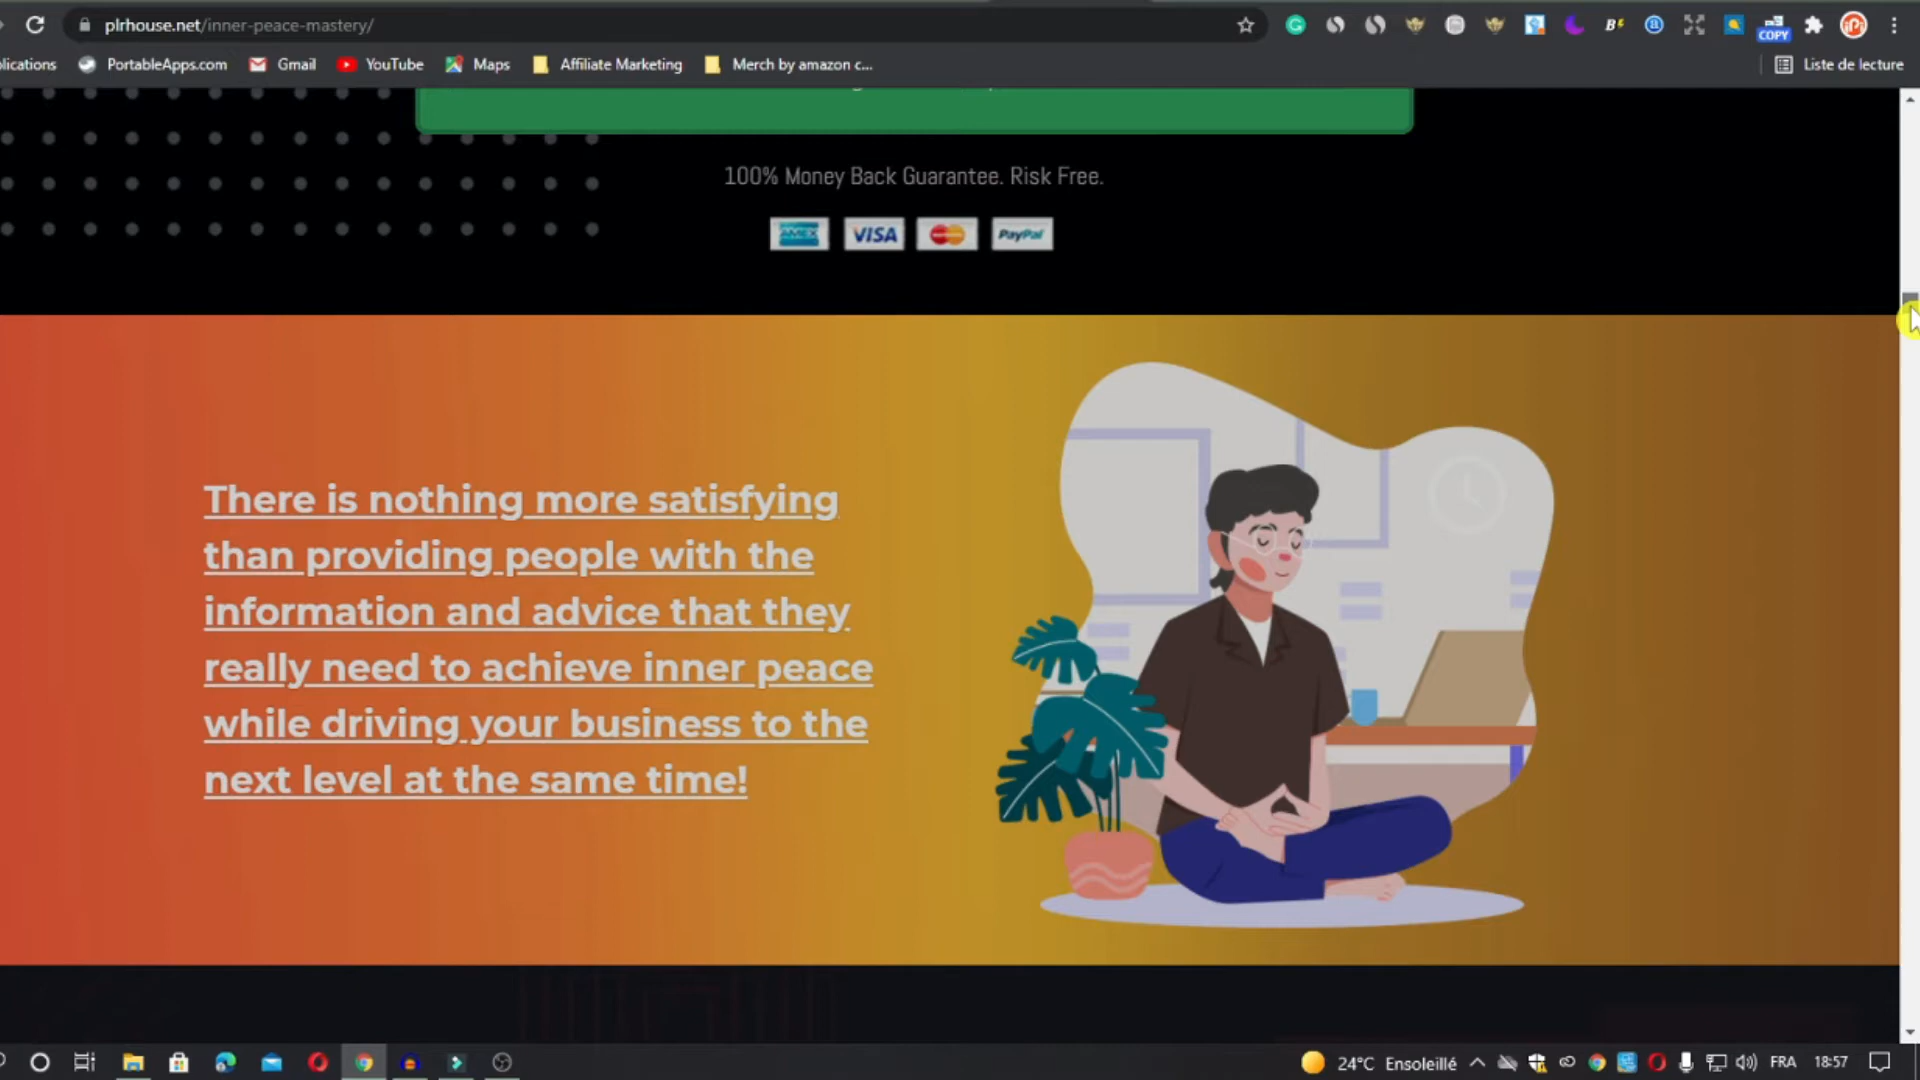 plrhouse.net/inner-peace-mastery/
COPY
PortableApps.com
Gmail
YouTube
Maps
Affiliate Marketing
Merch by amazon c...
Liste de lecture
100% Money Back Guarantee. Risk Free.
AMEX
VISA
PayPal
There is nothing more satisfying
than providing people with the
information and advice that they
really need to achieve inner peace
while driving your business to the
next level at the same time!
24°C Ensoleillé
FRA
18:57